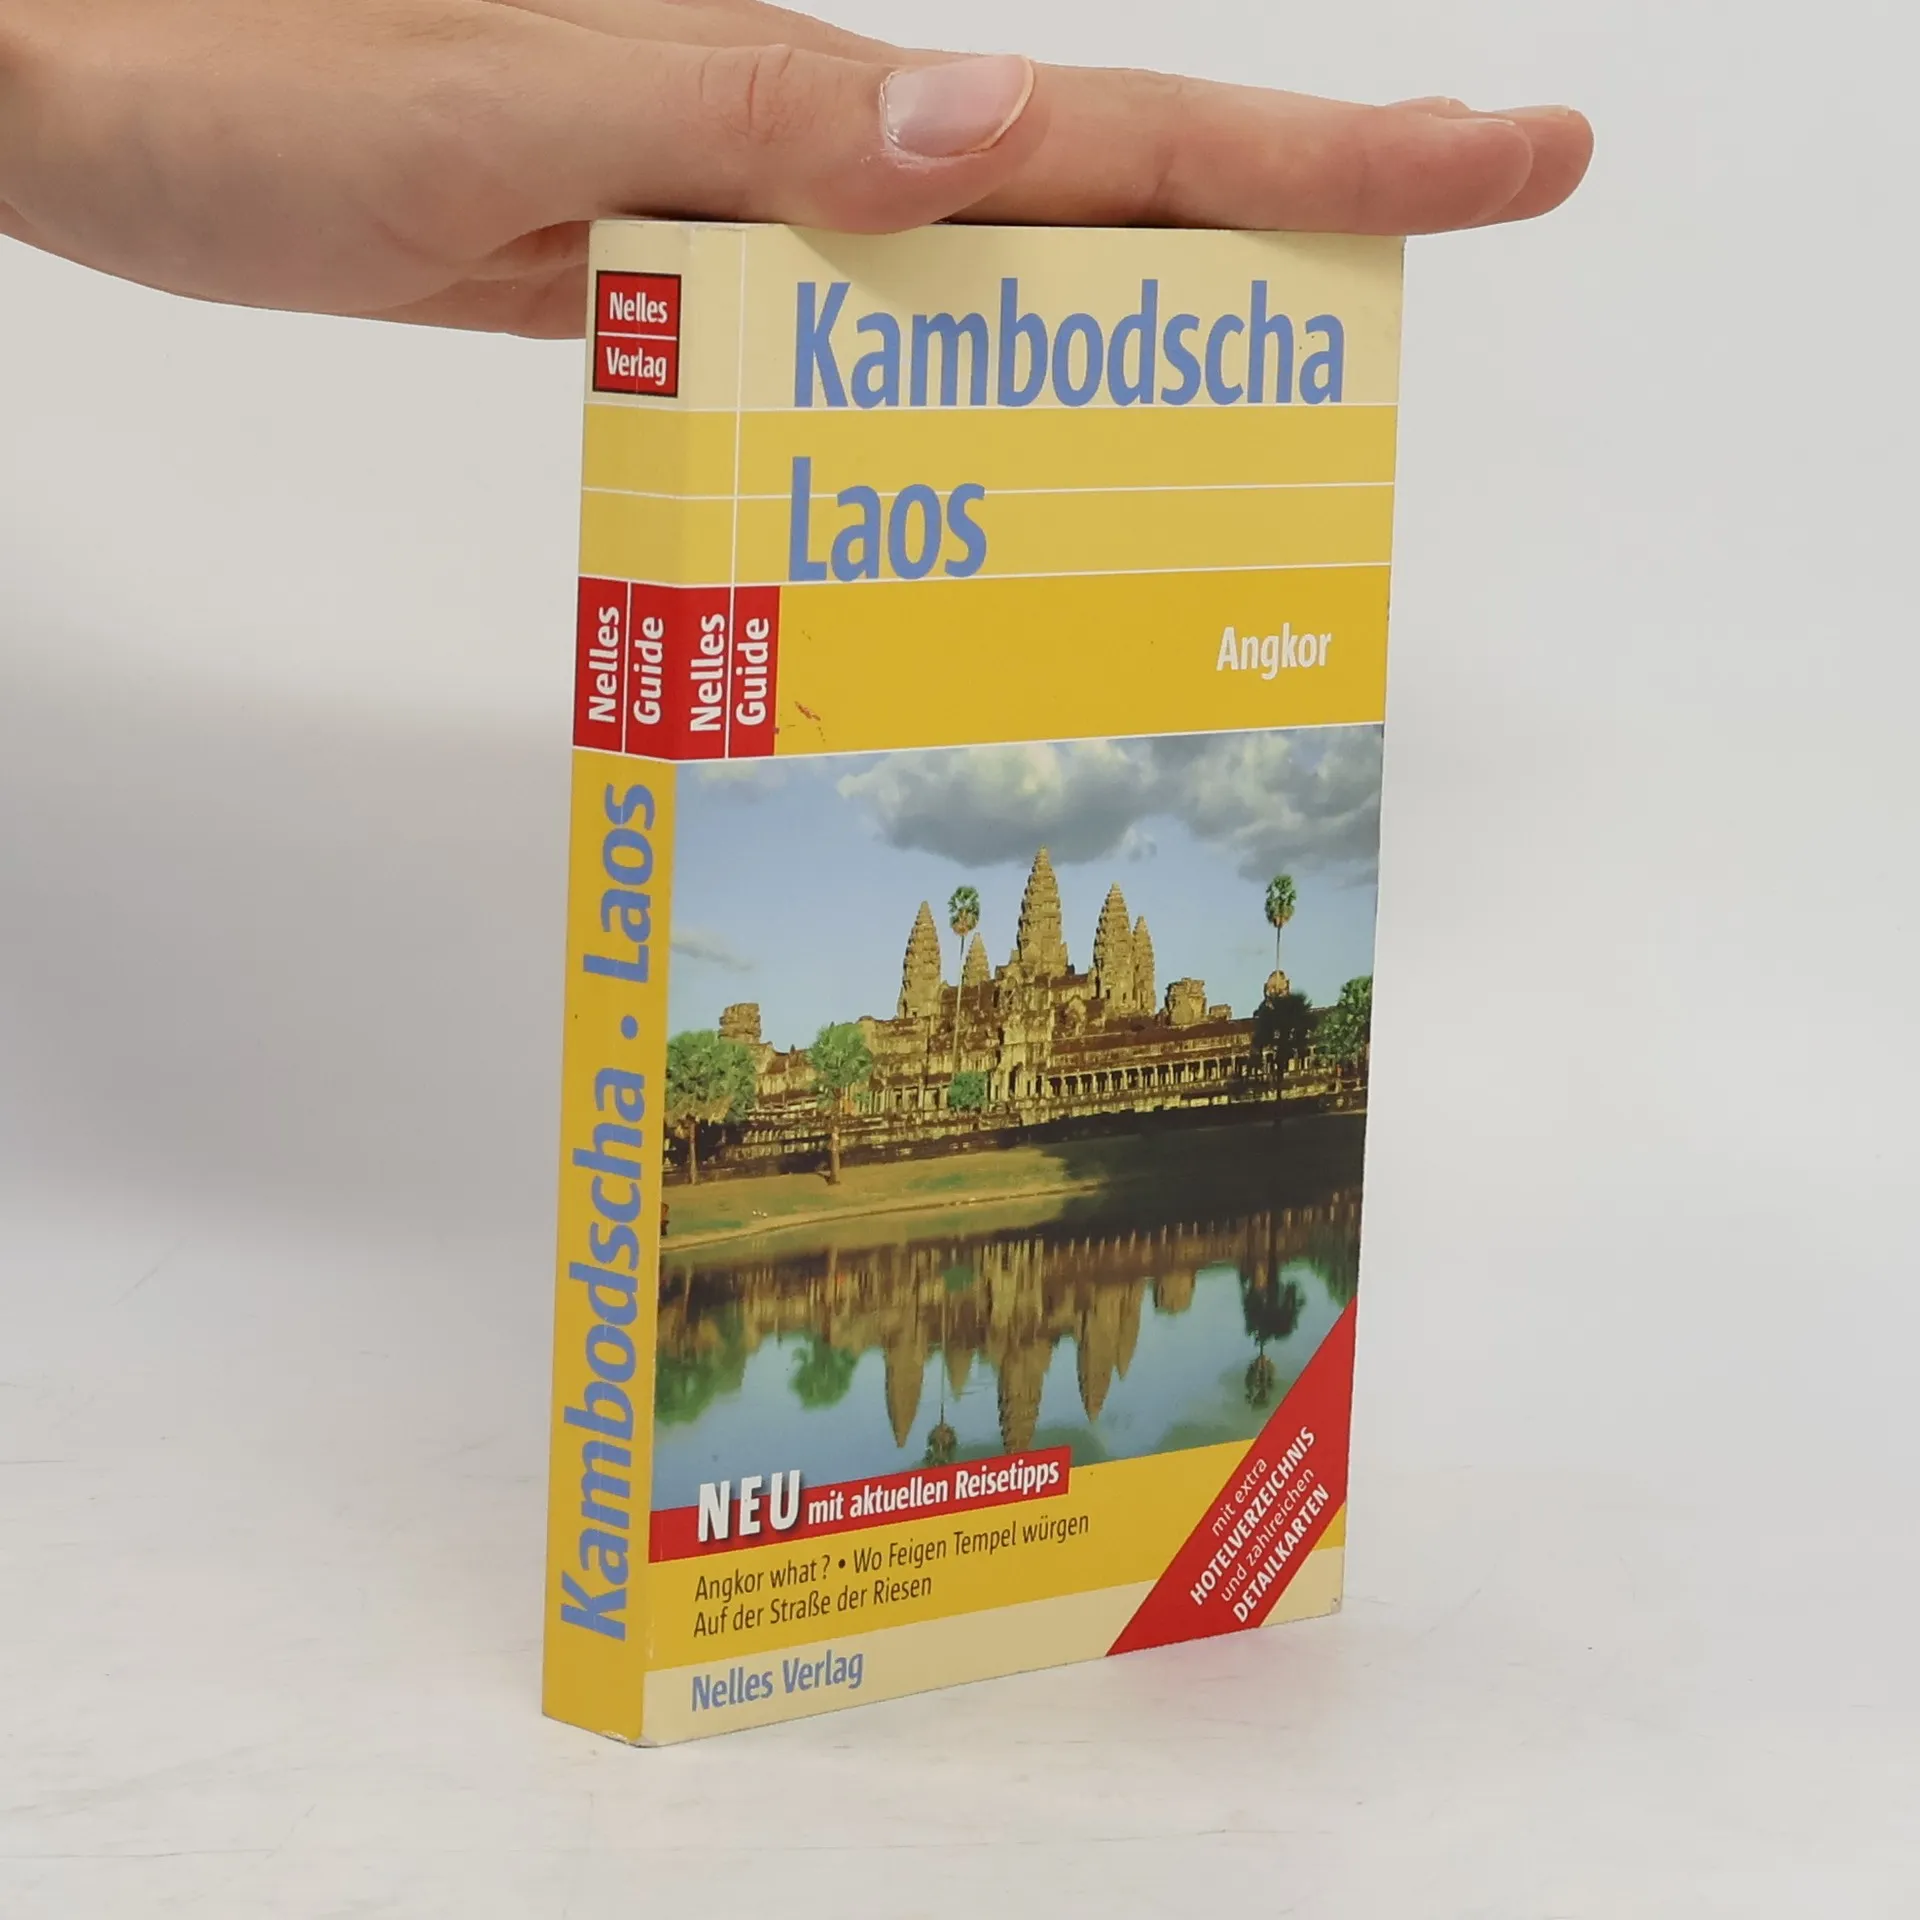 Nelles
Verlag
Nelles
Guide
Kambodscha • Laos
Kambodscha
Laos
Nelles
Guide
Angkor
NEU mit aktuellen Reisetipps
Angkor what? • Wo Feigen Tempel würgen
Auf der Straße der Riesen
Nelles Verlag
mit extra
HOTELVERZEICHNIS
und zahlreichen
DETAILKARTEN